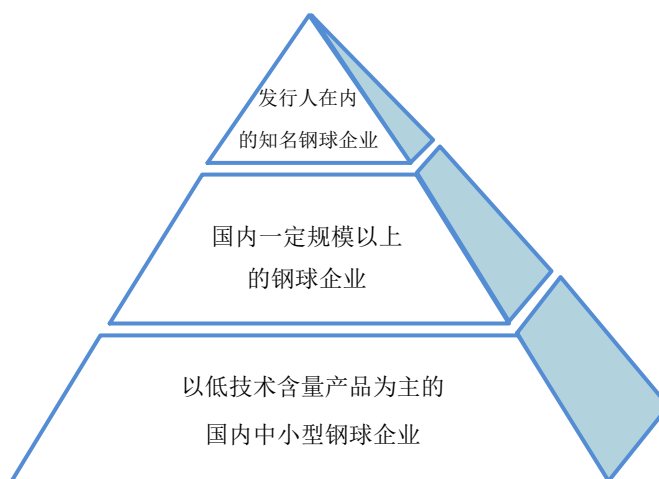 发行人在内
的知名钢球企业
国内一定规模以上
的钢球企业
以低技术含量产品为主的
国内中小型钢球企业